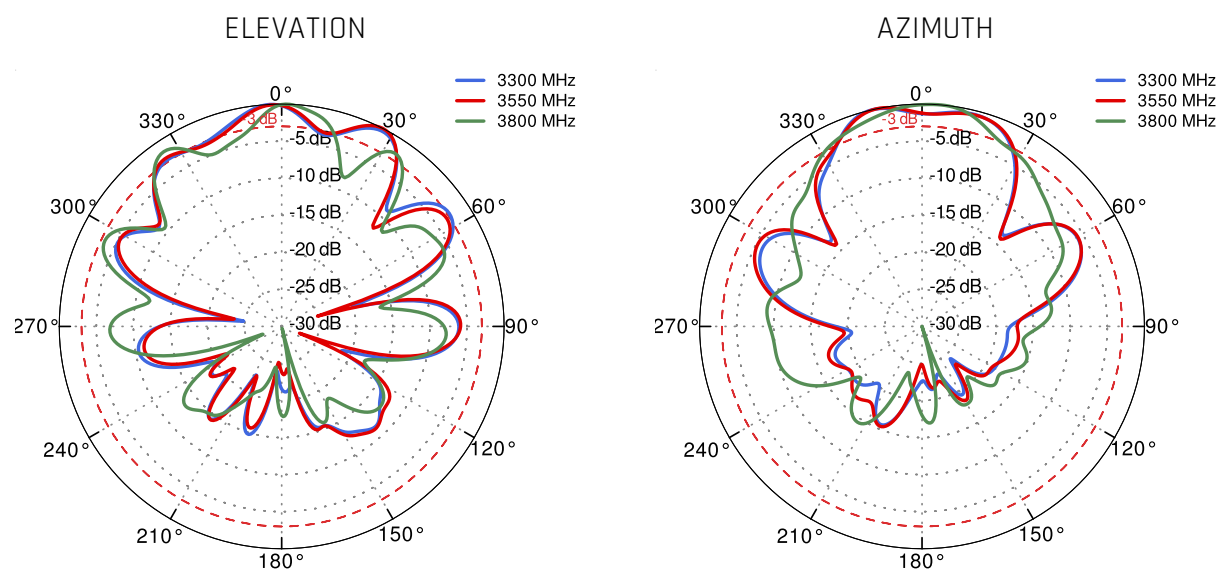 ELEVATION
3300 MHz
3550 MHz
3800 MHz
0°
330°
30°
-3 dB
-5 dB
-10 dB
300°
60°
-15 dB
-20 dB
-25 dB
270°
-30 dB
90°
240°
120°
210°
150°
180°
AZIMUTH
3300 MHz
3550 MHz
3800 MHz
0°
330°
30°
-3 dB
-5 dB
-10 dB
300°
60°
-15 dB
-20 dB
-25 dB
270°
-30 dB
90°
240°
120°
210°
150°
180°